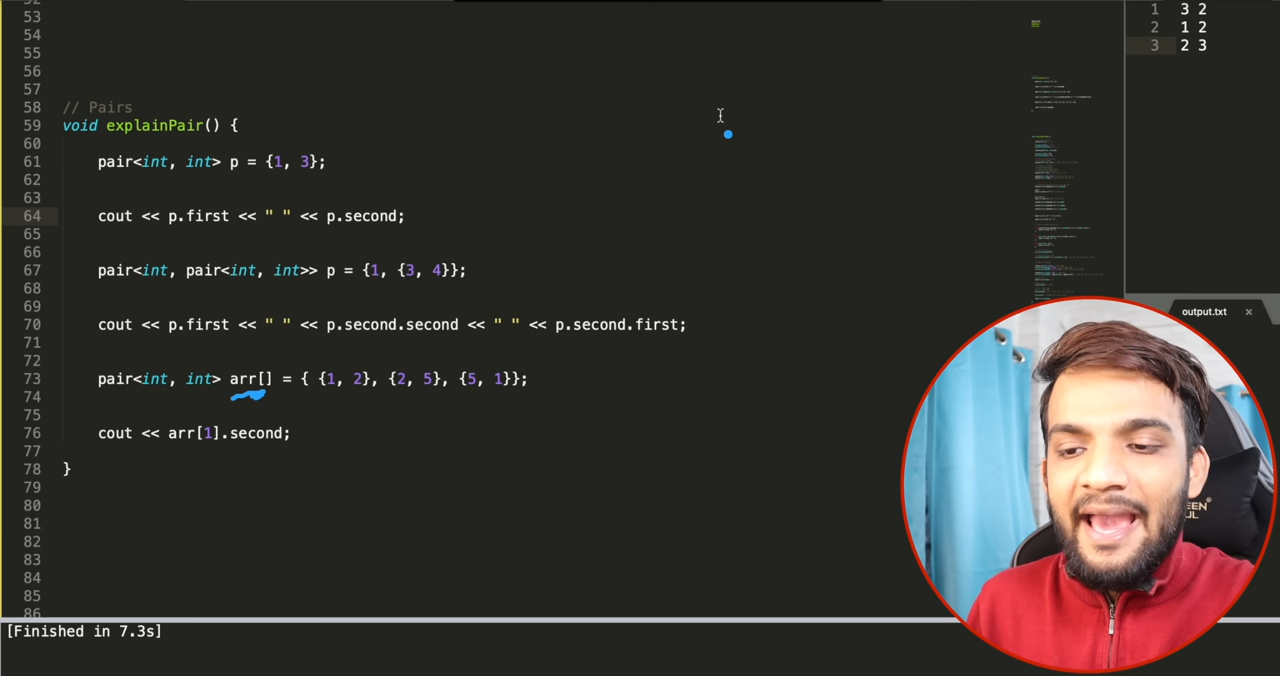 52
53
54
55
56
57
58 // Pairs
59 void explainPair() {
60
61 pair<int, int> p = {1, 3};
62
63
64 cout << p.first << " " << p.second;
65
66
67 pair<int, pair<int, int>> p = {1, {3, 4}};
68
69
70 cout << p.first << " " << p.second.second << " " << p.second.first;
71
72
73 pair<int, int> arr[] = { {1, 2}, {2, 5}, {5, 1}};
74
75
76 cout << arr[1].second;
77
78 }
79
80
81
82
83
84
85
86
[Finished in 7.3s]
1 3 2
2 1 2
3 2 3
output.txt ×